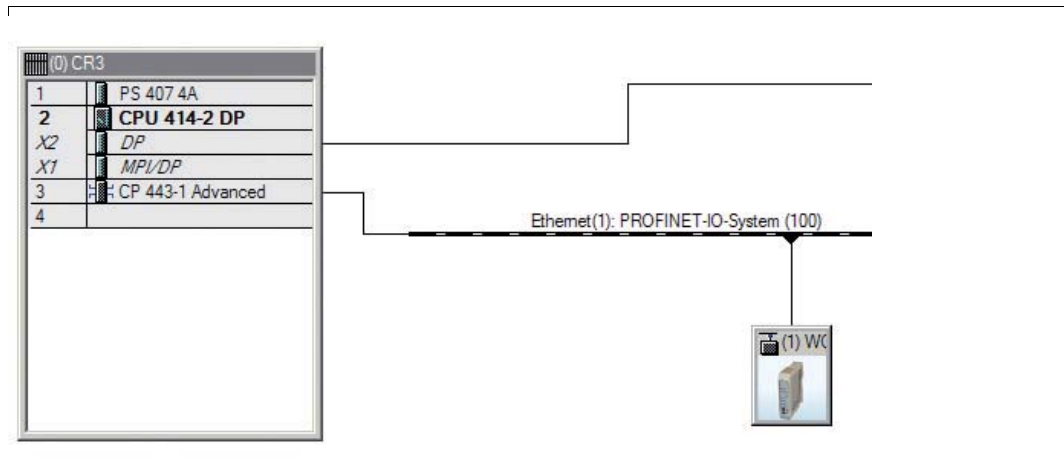 (0) CR3
1 PS 407 4A
2 CPU 414-2 DP
X2 DP
X1 MPI/DP
3 CP 443-1 Advanced
4
Ethernet(1): PROFINET-IO-System (100)
(1) WC